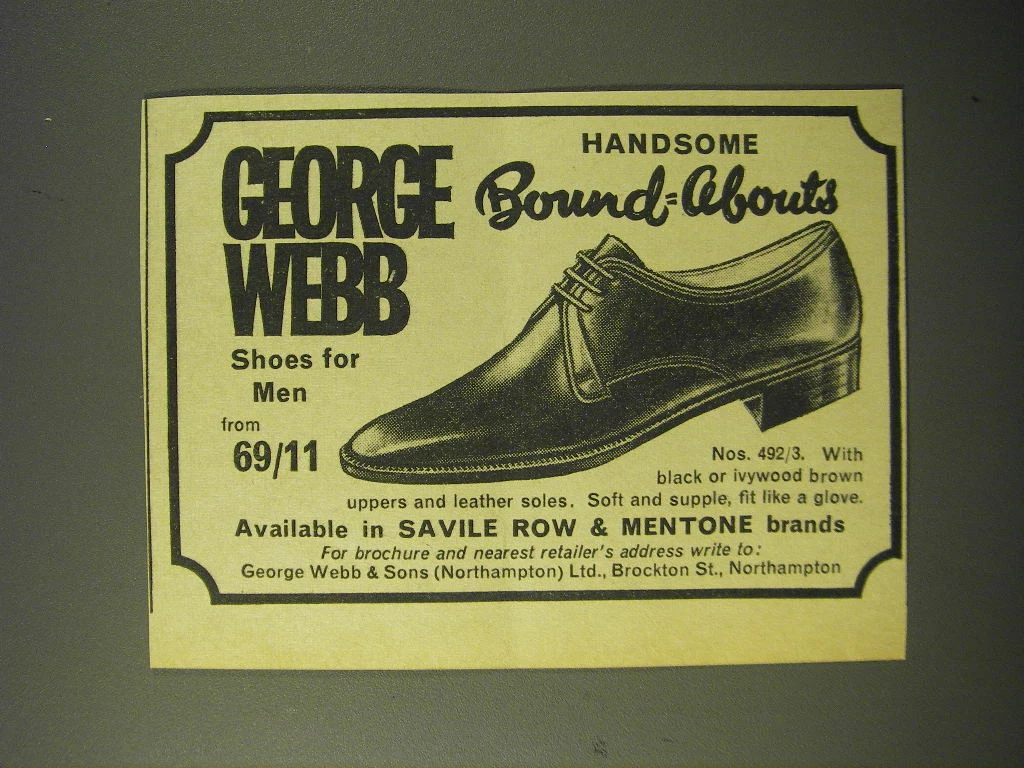 GEORGE
WEBB
Shoes for
Men
from
69/11
HANDSOME
Bound=Abouts
Nos. 492/3. With
black or ivywood brown
uppers and leather soles. Soft and supple, fit like a glove.
Available in SAVILE ROW & MENTONE brands
For brochure and nearest retailer's address write to:
George Webb & Sons (Northampton) Ltd., Brockton St., Northampton